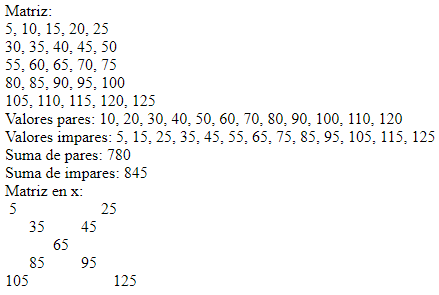 Matriz:
5, 10, 15, 20, 25
30, 35, 40, 45, 50
55, 60, 65, 70, 75
80, 85, 90, 95, 100
105, 110, 115, 120, 125
Valores pares: 10, 20, 30, 40, 50, 60, 70, 80, 90, 100, 110, 120
Valores impares: 5, 15, 25, 35, 45, 55, 65, 75, 85, 95, 105, 115, 125
Suma de pares: 780
Suma de impares: 845
Matriz en x:
5 25
35 45
65
85 95
105 125